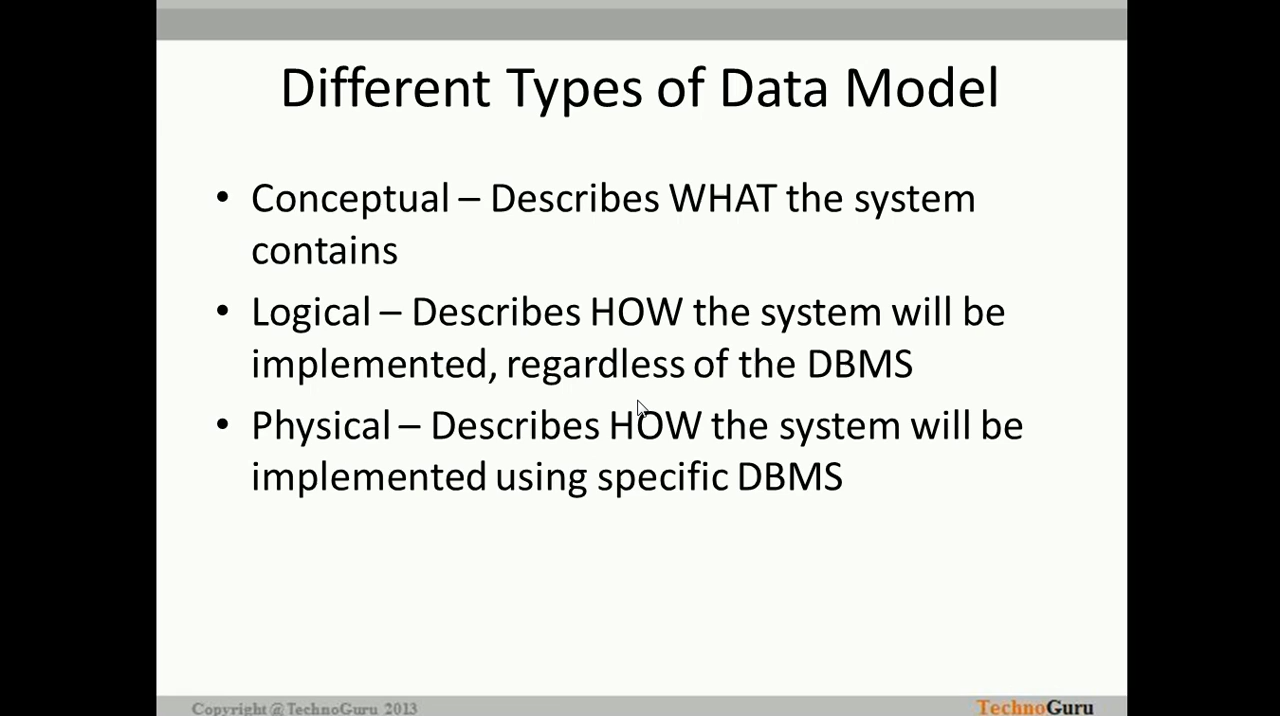 Different Types of Data Model
• Conceptual – Describes WHAT the system
contains
• Logical – Describes HOW the system will be
implemented, regardless of the DBMS
• Physical – Describes HOW the system will be
implemented using specific DBMS
Copyright @ TechnoGuru 2013
TechnoGuru